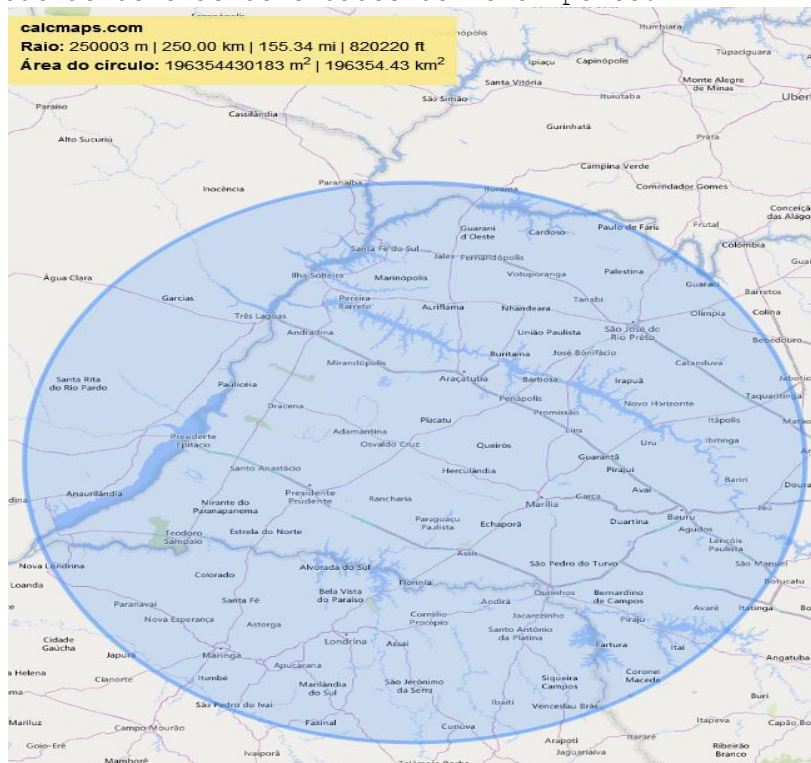 calcmaps.com
Raio: 250003 m | 250.00 km | 155.34 mi | 820220 ft
Área do círculo: 196354430183 m² | 196354.43 km²
Itumbiara
Ipiaçu
Capinópolis
Tupaciguara
Santa Vitória
Monte Alegre
de Minas
São Simão
Ituiutaba
Uberl
Paraíso
Cassilândia
Alto Sucuriú
Gurinhatã
Prata
Campina Verde
Paranaíba
Inocência
Iturama
Comendador Gomes
Conceição
das Alago
Guarani
d Oeste
Cardoso
Paulo de Faria
Frutal
Colômbia
Santa Fé do Sul
Jales
Fernandópolis
Água Clara
Ilha Solteira
Marinópolis
Votuporanga
Palestina
Guaraci
Garcias
Pereira
Barreto
Auriflama
Nhandeara
Tanabi
Barretos
Três Lagoas
Olímpia
Colina
Andradina
União Paulista
São José do
Rio Preto
Bebedouro
Mirandópolis
Buritama
José Bonifácio
Catanduva
Santa Rita
do Rio Pardo
Paulicéia
Araçatuba
Barbosa
Irapuã
Taquaritinga
Penápolis
Novo Horizonte
Dracena
Promissão
Piacatu
Itápolis
Adamantina
Lins
Presidente
Epitácio
Osvaldo Cruz
Queirós
Uru
Ibitinga
Guarantã
Santo Anastácio
Herculândia
Pirajuí
Bariri
Anaurilândia
Presidente
Prudente
Rancharia
Avaí
Nirante do
Paranapanema
Marília
Garça
Jaú
Paraguaçu
Paulista
Echaporã
Duartina
Bauru
Agudos
Teodoro
Sampaio
Estrela do Norte
Lençóis
Paulista
Assis
Nova Londrina
Alvorada do Sul
São Pedro do Turvo
São Manuel
Loanda
Colorado
Florínia
Botucatu
Bela Vista
do Paraíso
Ourinhos
Bernardino
de Campos
Paranavaí
Santa Fé
Andirá
Avaré
Itatinga
Nova Esperança
Cornélio
Procópio
Jacarezinho
Piraju
Astorga
Santo Antônio
da Platina
Cidade
Gaúcha
Londrina
Assaí
Fartura
Itaí
Japurá
Maringá
Angatuba
Apucarana
Cianorte
Itambé
Marilândia
do Sul
São Jerônimo
da Serra
Siqueira
Campos
Coronel
Macedo
Buri
São Pedro do Ivaí
Ibaiti
Venceslau Brás
Mariluz
Campo Mourão
Faxinal
Curiúva
Itapeva
Capão Bo
Goio-Erê
Ivaiporã
Arapoti
Itararé
Jaguariaíva
Ribeirão
Branco
Mamborê